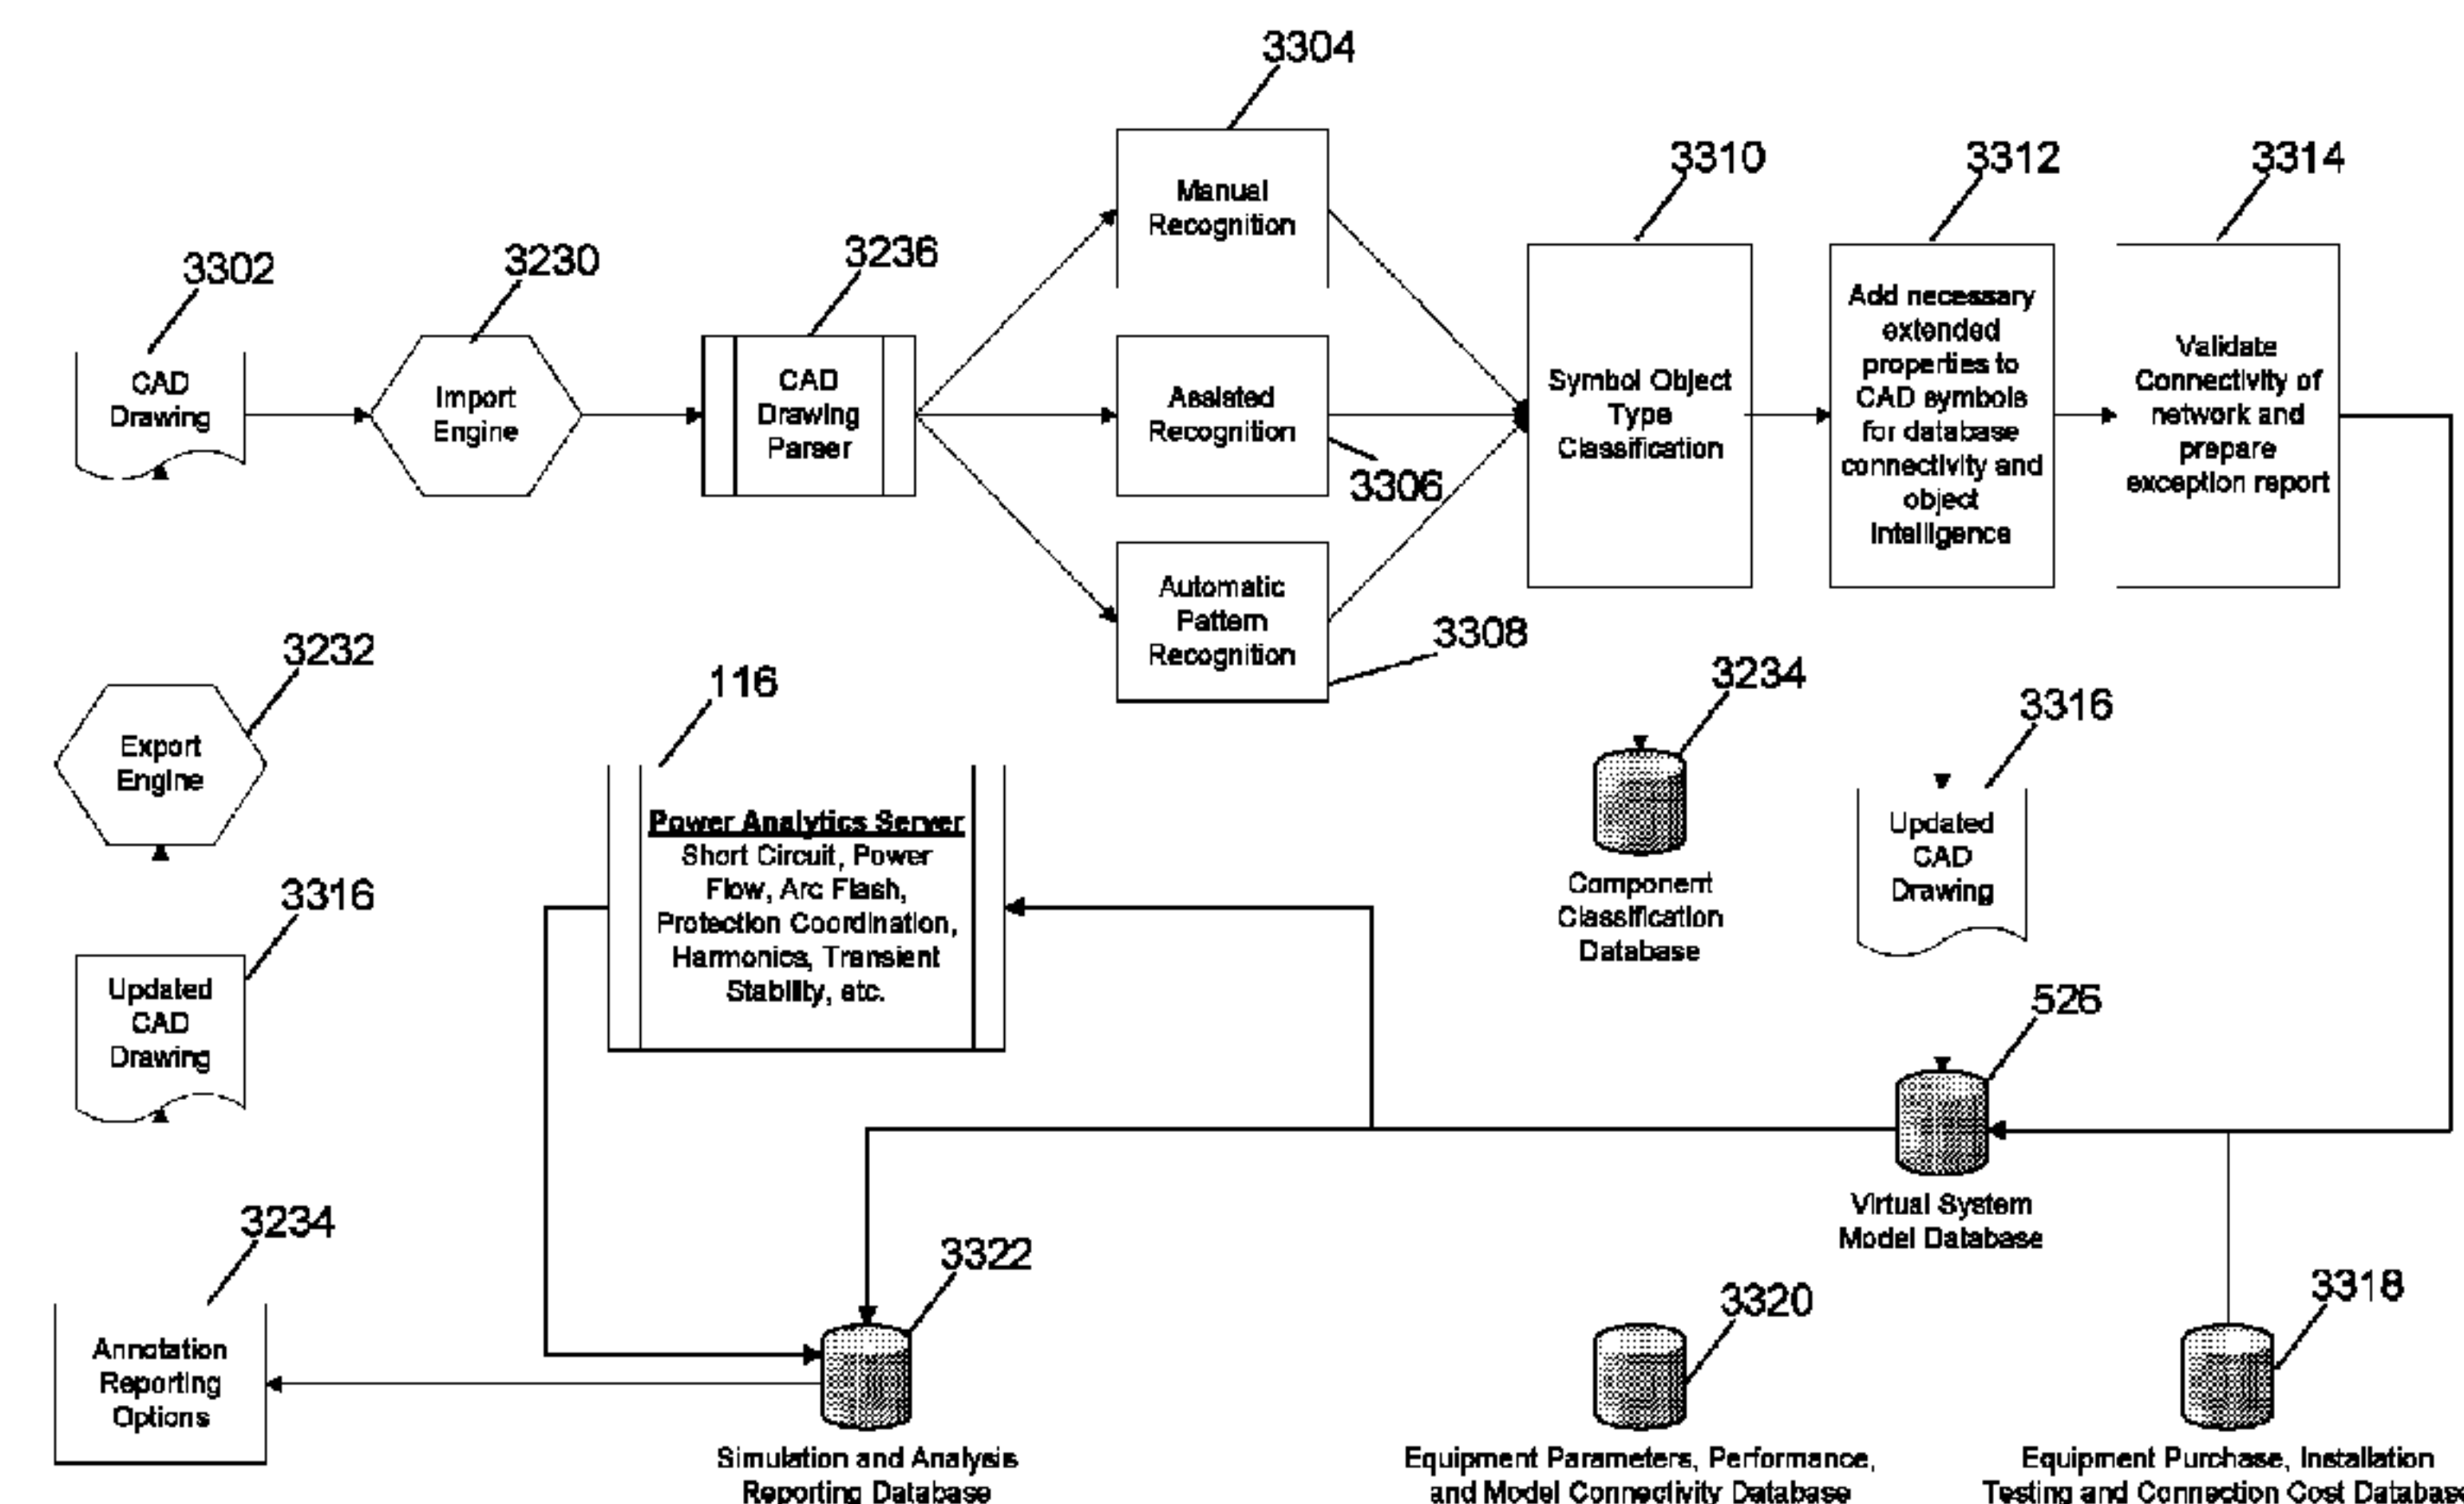 3304
3310
3312
3314
3302
3230
3236
Manual
Recognition
CAD
Drawing
Import
Engine
CAD
Drawing
Parser
Assisted
Recognition
3306
Automatic
Pattern
Recognition
3308
Symbol Object
Type
Classification
Add necessary
extended
properties to
CAD symbols
for database
connectivity and
object
Intelligence
Validate
Connectivity of
network and
prepare
exception report
3232
Export
Engine
116
Power Analytics Server
Short Circuit, Power
Flow, Arc Flash,
Protection Coordination,
Harmonics, Transient
Stability, etc.
3234
Component
Classification
Database
3316
Updated
CAD
Drawing
3316
Updated
CAD
Drawing
526
Virtual System
Model Database
3234
Annotation
Reporting
Options
3322
Simulation and Analysis
Reporting Database
3320
Equipment Parameters, Performance,
and Model Connectivity Database
3318
Equipment Purchase, Installation
Testing and Connection Cost Databas